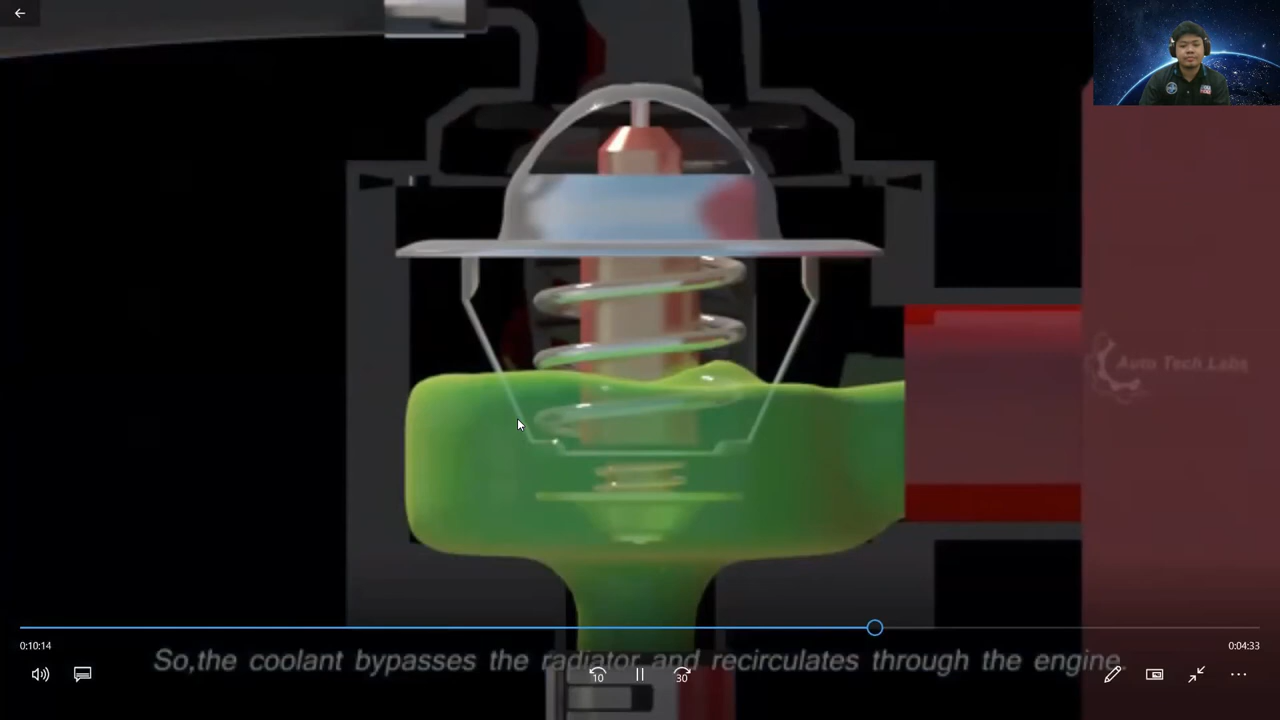 Auto Tech Labs
0:10:14
0:04:33
So,the coolant bypasses the radiator and recirculates through the engine.
10
30